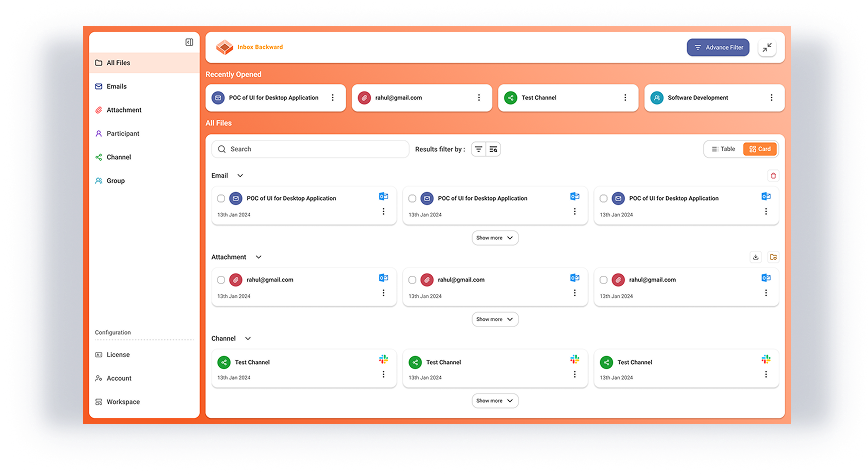 All Files
Emails
Attachment
Participant
Channel
Group
Configuration
License
Account
Workspace
Inbox Backward
Advance Filter
Recently Opened
POC of UI for Desktop Application
rahul@gmail.com
Test Channel
Software Development
All Files
Search
Results filter by :
Table
Card
Email
POC of UI for Desktop Application
13th Jan 2024
POC of UI for Desktop Application
13th Jan 2024
POC of UI for Desktop Application
13th Jan 2024
Show more
Attachment
rahul@gmail.com
13th Jan 2024
rahul@gmail.com
13th Jan 2024
rahul@gmail.com
13th Jan 2024
Show more
Channel
Test Channel
13th Jan 2024
Test Channel
13th Jan 2024
Test Channel
13th Jan 2024
Show more